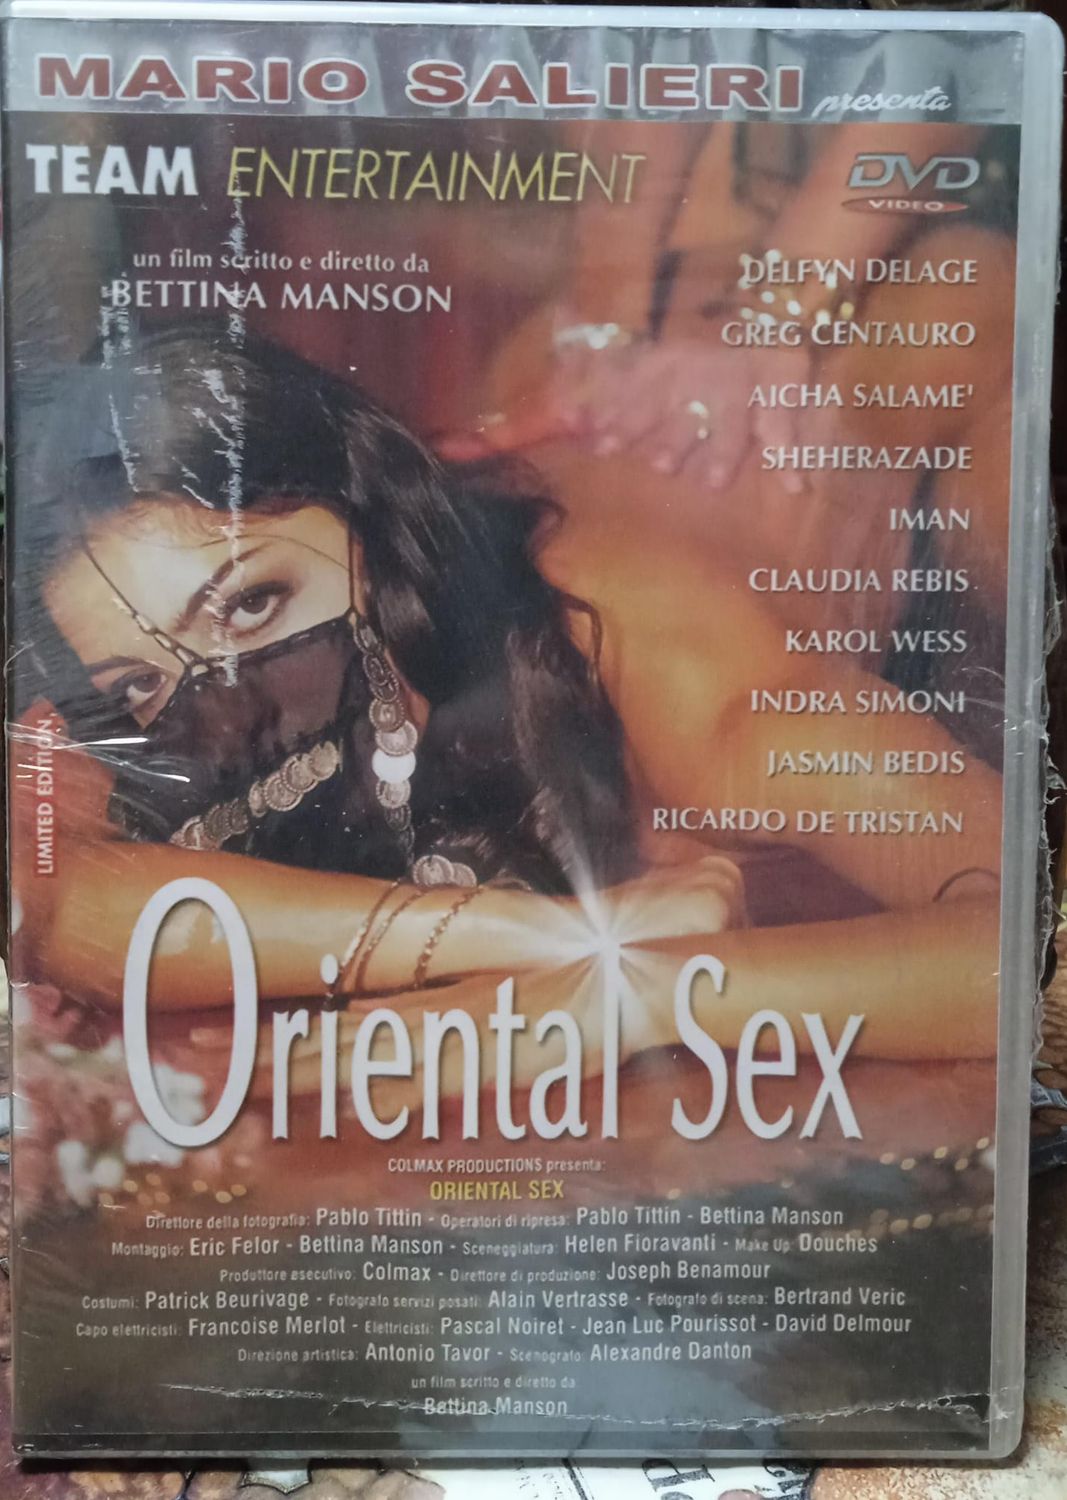 MARIO SALIERI presenta
TEAM ENTERTAINMENT
DVD
VIDEO
un film scritto e diretto da
BETTINA MANSON
DELFYN DELAGE
GREG CENTAURO
AICHA SALAME'
SHEHERAZADE
IMAN
CLAUDIA REBIS
KAROL WESS
INDRA SIMONI
JASMIN BEDIS
RICARDO DE TRISTAN
LIMITED EDITION
Oriental Sex
COLMAX PRODUCTIONS presenta:
ORIENTAL SEX
Direttore della fotografia: Pablo Tittin - Operatori di ripresa: Pablo Tittin - Bettina Manson
Montaggio: Eric Felor - Bettina Manson - Sceneggiatura: Helen Fioravanti - Make Up: Douches
Produttore esecutivo: Colmax - Direttore di produzione: Joseph Benamour
Costumi: Patrick Beurivage - Fotografo servizi posati: Alain Vertrasse - Fotografo di scena: Bertrand Veric
Capo elettricisti: Francoise Merlot - Elettricisti: Pascal Noiret - Jean Luc Pourissot - David Delmour
Direzione artistica: Antonio Tavor - Scenografo: Alexandre Danton
un film scritto e diretto da
Bettina Manson